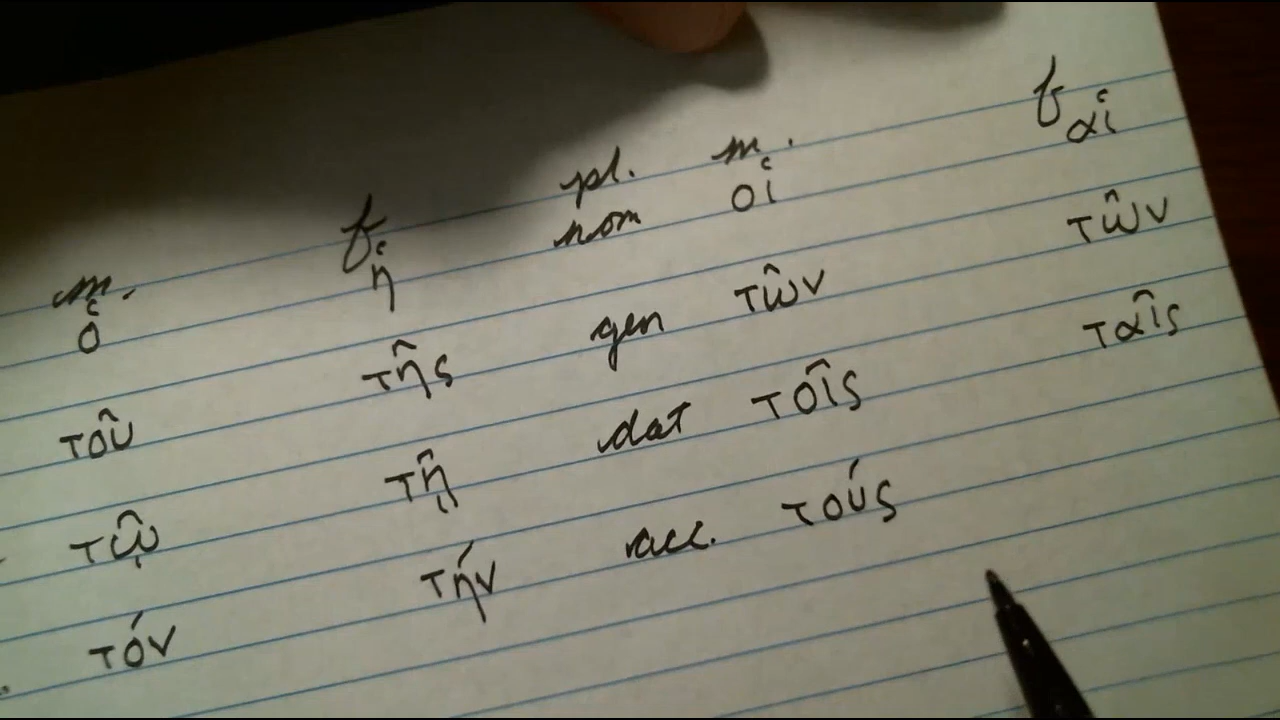 m. f. pl. m. f
ὁ ἡ nom οἱ αἱ
τοῦ τῆς gen τῶν τῶν
τῷ τῇ dat τοῖς ταῖς
τόν τήν acc. τούς